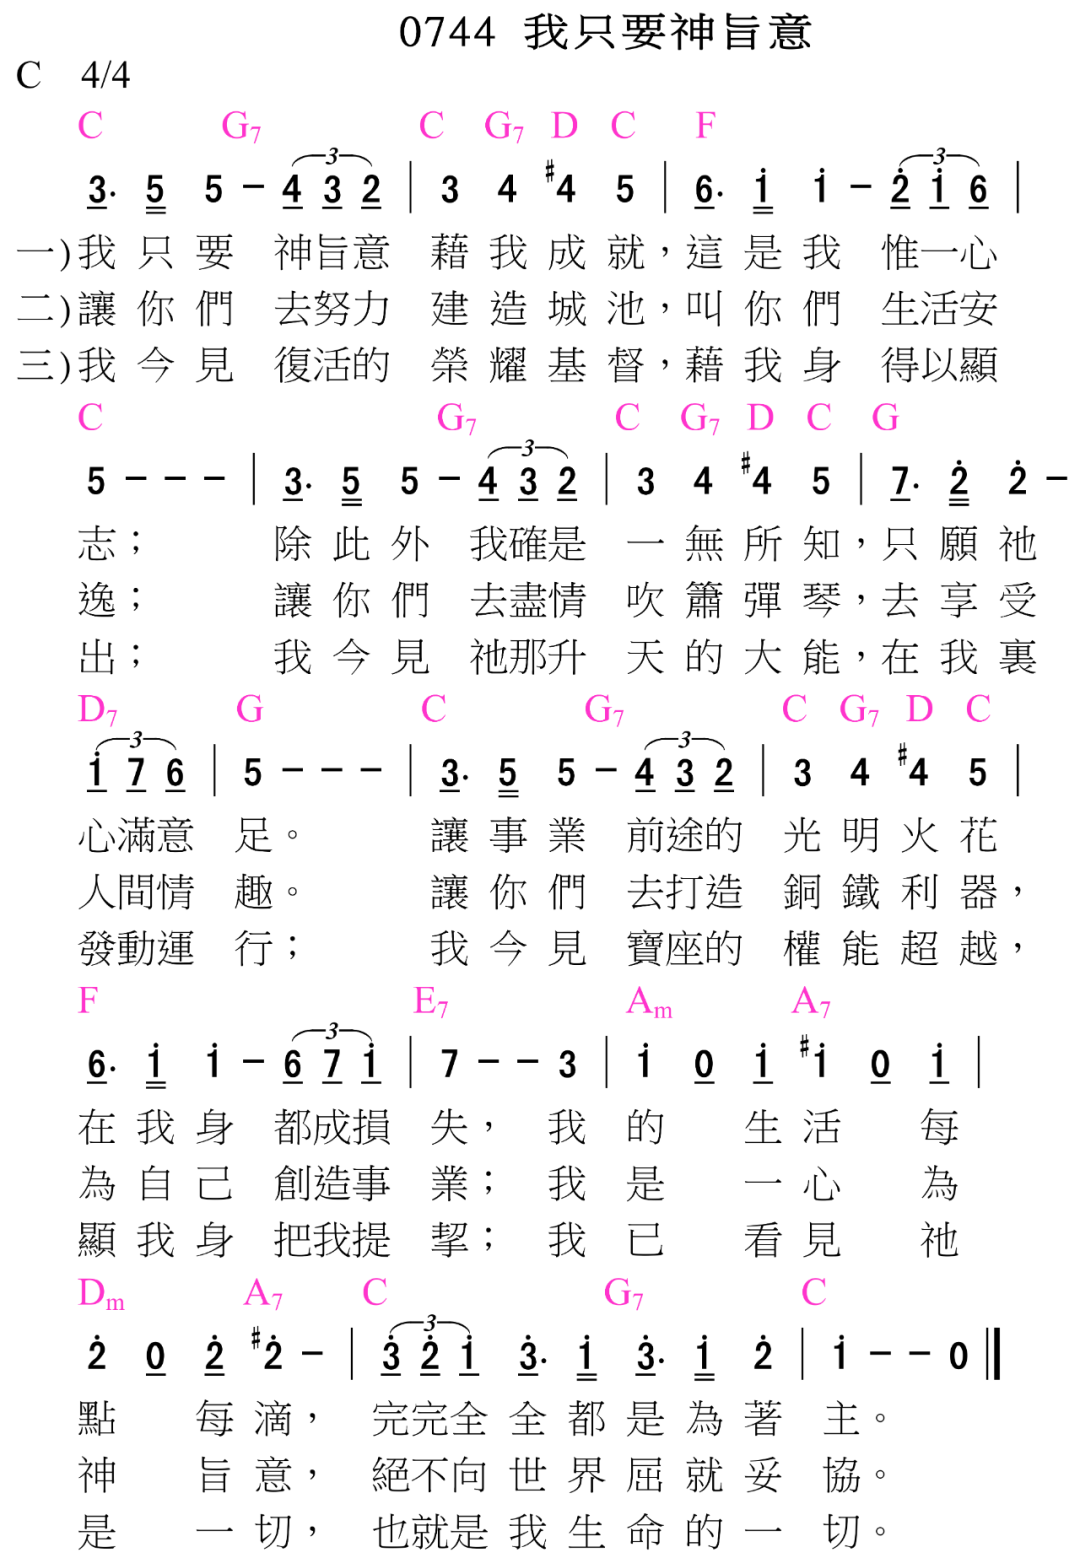 0744 我只要神旨意
C 4/4
C G7 C G7 D C F
3. 5 5 - 4 3 2 | 3 4 #4 5 | 6. i i - 2̇ i 6 |
一)我只要 神旨意 藉我成就，這是我 惟一心
二)讓你們 去努力 建造城池，叫你們 生活安
三)我今見 復活的 榮耀基督，藉我身 得以顯
C G7 C G7 D C G
5 - - - | 3. 5 5 - 4 3 2 | 3 4 #4 5 | 7. 2̇ 2̇ -
志； 除此外 我確是 一無所知，只願祂
逸； 讓你們 去盡情 吹簫彈琴，去享受
出； 我今見 祂那升 天的大能，在我裏
D7 G C G7 C G7 D C
i 7 6 | 5 - - - | 3. 5 5 - 4 3 2 | 3 4 #4 5 |
心滿意 足。 讓事業 前途的 光明火花
人間情 趣。 讓你們 去打造 銅鐵利器，
發動運 行； 我今見 寶座的 權能超越，
F E7 Am A7
6. i i - 6 7 i | 7 - - 3 | i 0 i #i 0 i |
在我身 都成損 失， 我 的 生活 每
為自己 創造事 業； 我 是 一心 為
顯我身 把我提 挈； 我 已 看見 祂
Dm A7 C G7 C
2̇ 0 2̇ #2̇ - | 3̇ 2̇ i 3̇. i 3̇. i 2̇ | i - - 0 ‖
點 每滴， 完完全全都是為著 主。
神 旨意， 絕不向世界屈就妥 協。
是 一切， 也就是我生命的一 切。